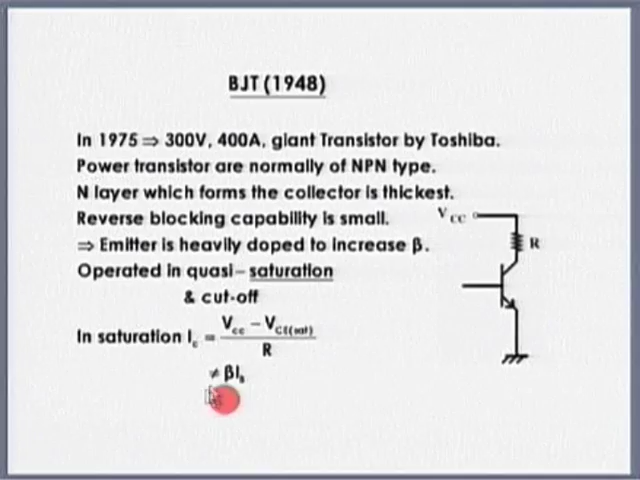 BJT (1948)
In 1975 ⇒ 300V, 400A, giant Transistor by Toshiba.
Power transistor are normally of NPN type.
N layer which forms the collector is thickest.
Reverse blocking capability is small.
⇒ Emitter is heavily doped to increase β.
Operated in quasi– saturation
& cut-off
In saturation I_c = (V_cc – V_CE(sat)) / R
≠ βI_B
V_cc
R